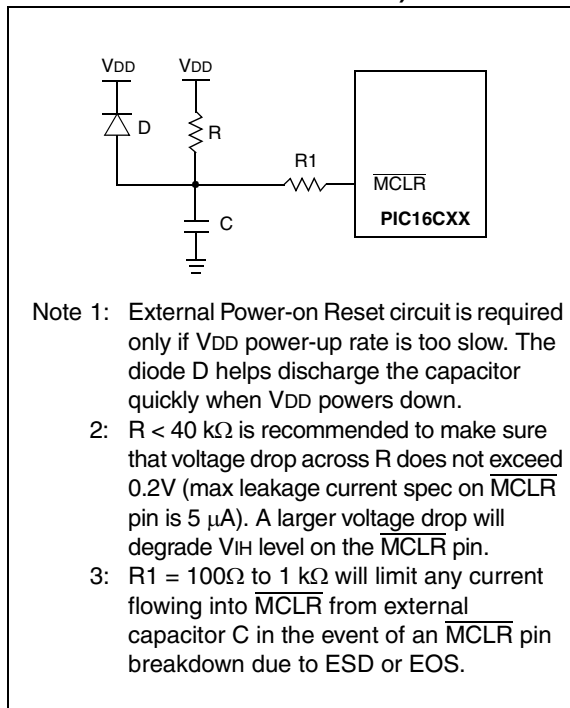 VDD VDD
D
R
R1
MCLR
PIC16CXX
C
Note 1: External Power-on Reset circuit is required
only if VDD power-up rate is too slow. The
diode D helps discharge the capacitor
quickly when VDD powers down.
2: R < 40 kΩ is recommended to make sure
that voltage drop across R does not exceed
0.2V (max leakage current spec on MCLR
pin is 5 μA). A larger voltage drop will
degrade VIH level on the MCLR pin.
3: R1 = 100Ω to 1 kΩ will limit any current
flowing into MCLR from external
capacitor C in the event of an MCLR pin
breakdown due to ESD or EOS.